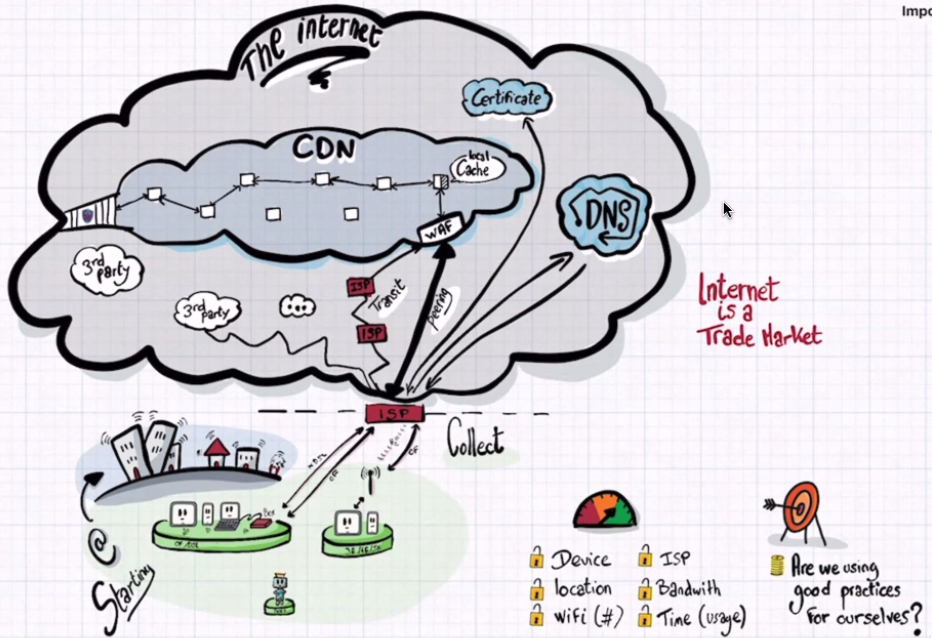 Impo
The internet
Certificate
CDN
local
Cache
DNS
WAF
3rd
party
3rd
party
ISP
Transit
ISP
peering
Internet
is a
Trade Market
ISP
Collect
Box
@
Starting
Device
location
WiFi (#)
ISP
Bandwith
Time (usage)
Are we using
good practices
For ourselves?